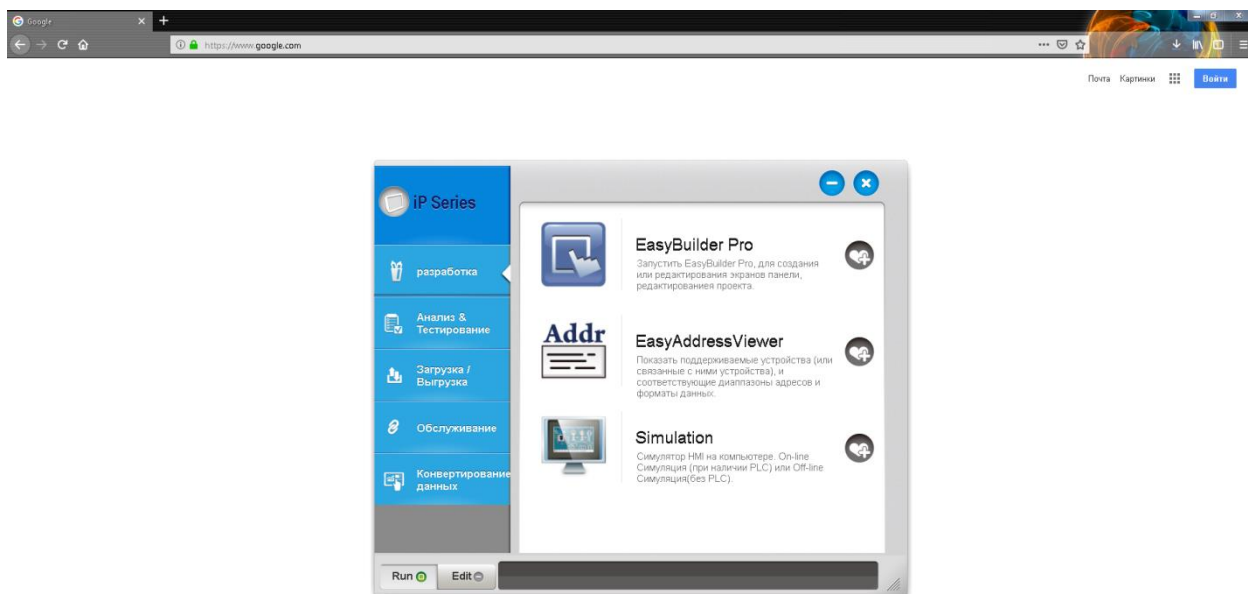 Google
https://www.google.com
Почта Картинки Войти
iP Series
разработка
Анализ &
Тестирование
Загрузка /
Выгрузка
Обслуживание
Конвертирование
данных
EasyBuilder Pro
Запустить EasyBuilder Pro, для создания
или редактирования экранов панели,
редактированиея проекта.
Addr
EasyAddressViewer
Показать поддерживаемые устройства (или
связанные с ними устройства), и
соответствующие диаппазоны адресов и
форматы данных.
Simulation
Симулятор HMI на компьютере. On-line
Симуляция (при наличии PLC) или Off-line
Симуляция(без PLC).
Run Edit